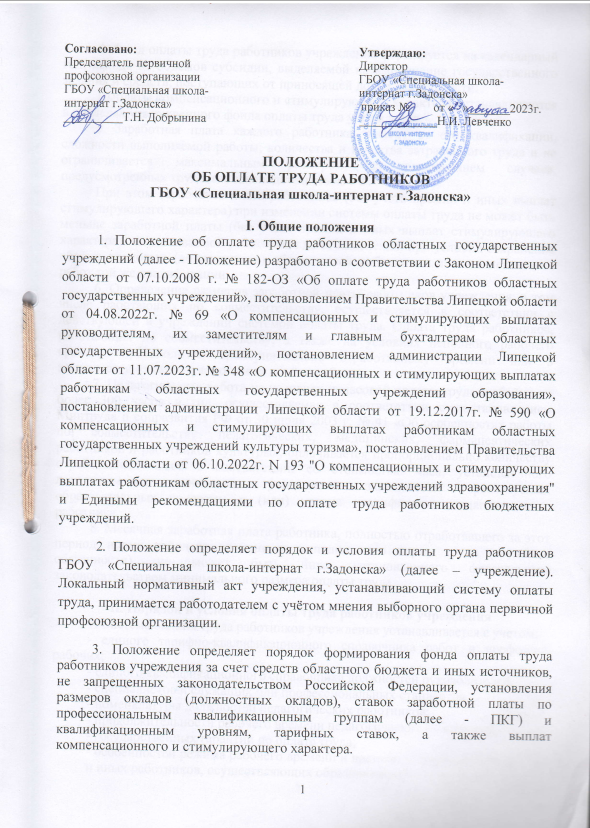 Согласовано:
Председатель первичной
профсоюзной организации
ГБОУ «Специальная школа-
интернат г.Задонска»
Т.Н. Добрынина
Утверждаю:
Директор
ГБОУ «Специальная школа-
интернат г.Задонска»
приказ № от августа 2023г.
Н.И. Левченко
ПОЛОЖЕНИЕ
ОБ ОПЛАТЕ ТРУДА РАБОТНИКОВ
ГБОУ «Специальная школа-интернат г.Задонска»
I. Общие положения
1. Положение об оплате труда работников областных государственных
учреждений (далее - Положение) разработано в соответствии с Законом Липецкой
области от 07.10.2008 г. № 182-ОЗ «Об оплате труда работников областных
государственных учреждений», постановлением Правительства Липецкой области
от 04.08.2022г. № 69 «О компенсационных и стимулирующих выплатах
руководителям, их заместителям и главным бухгалтерам областных
государственных учреждений», постановлением администрации Липецкой
области от 11.07.2023г. № 348 «О компенсационных и стимулирующих выплатах
работникам областных государственных учреждений образования»,
постановлением администрации Липецкой области от 19.12.2017г. № 590 «О
компенсационных и стимулирующих выплатах работникам областных
государственных учреждений культуры туризма», постановлением Правительства
Липецкой области от 06.10.2022г. N 193 "О компенсационных и стимулирующих
выплатах работникам областных государственных учреждений здравоохранения"
и Едиными рекомендациями по оплате труда работников бюджетных
учреждений.
2. Положение определяет порядок и условия оплаты труда работников
ГБОУ «Специальная школа-интернат г.Задонска» (далее – учреждение).
Локальный нормативный акт учреждения, устанавливающий систему оплаты
труда, принимается работодателем с учётом мнения выборного органа первичной
профсоюзной организации.
3. Положение определяет порядок формирования фонда оплаты труда
работников учреждения за счет средств областного бюджета и иных источников,
не запрещенных законодательством Российской Федерации, установления
размеров окладов (должностных окладов), ставок заработной платы по
профессиональным квалификационным группам (далее - ПКГ) и
квалификационным уровням, тарифных ставок, а также выплат
компенсационного и стимулирующего характера.
1